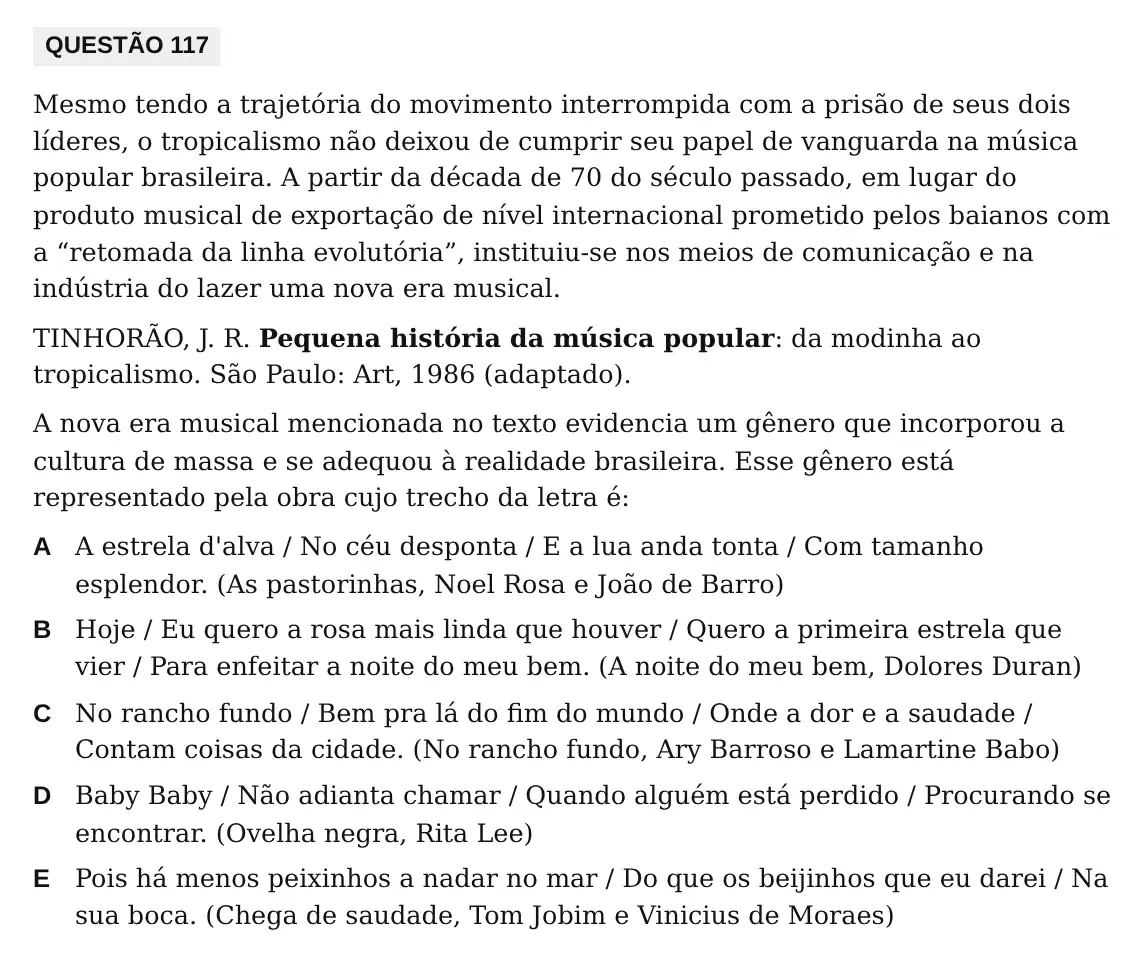 QUESTÃO 117
Mesmo tendo a trajetória do movimento interrompida com a prisão de seus dois
líderes, o tropicalismo não deixou de cumprir seu papel de vanguarda na música
popular brasileira. A partir da década de 70 do século passado, em lugar do
produto musical de exportação de nível internacional prometido pelos baianos com
a “retomada da linha evolutória”, instituiu-se nos meios de comunicação e na
indústria do lazer uma nova era musical.
TINHORÃO, J. R. Pequena história da música popular: da modinha ao
tropicalismo. São Paulo: Art, 1986 (adaptado).
A nova era musical mencionada no texto evidencia um gênero que incorporou a
cultura de massa e se adequou à realidade brasileira. Esse gênero está
representado pela obra cujo trecho da letra é:
A A estrela d'alva / No céu desponta / E a lua anda tonta / Com tamanho
esplendor. (As pastorinhas, Noel Rosa e João de Barro)
B Hoje / Eu quero a rosa mais linda que houver / Quero a primeira estrela que
vier / Para enfeitar a noite do meu bem. (A noite do meu bem, Dolores Duran)
C No rancho fundo / Bem pra lá do fim do mundo / Onde a dor e a saudade /
Contam coisas da cidade. (No rancho fundo, Ary Barroso e Lamartine Babo)
D Baby Baby / Não adianta chamar / Quando alguém está perdido / Procurando se
encontrar. (Ovelha negra, Rita Lee)
E Pois há menos peixinhos a nadar no mar / Do que os beijinhos que eu darei / Na
sua boca. (Chega de saudade, Tom Jobim e Vinicius de Moraes)